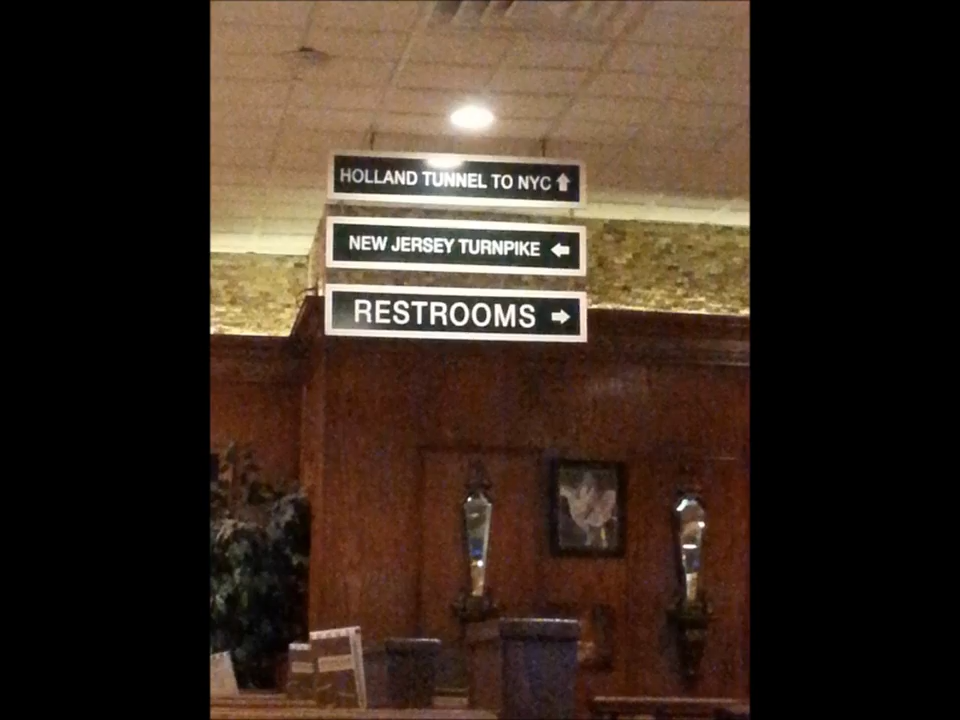 HOLLAND TUNNEL TO NYC ↑
NEW JERSEY TURNPIKE ←
RESTROOMS →